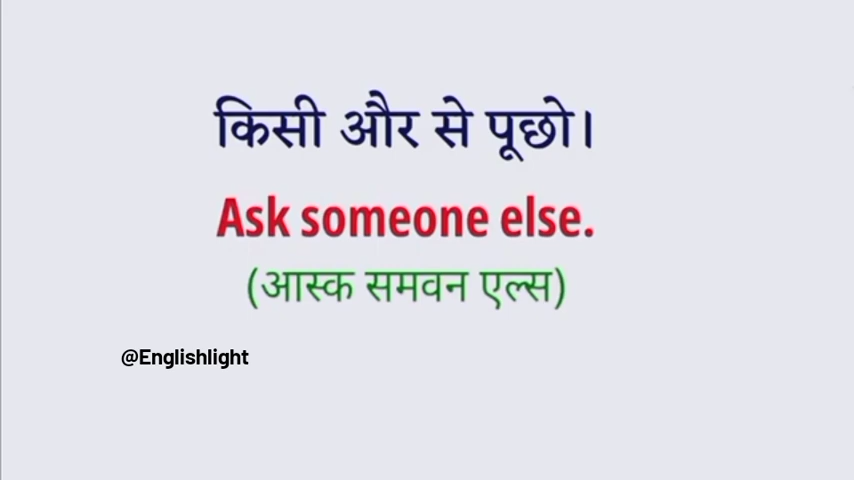 किसी और से पूछो।
Ask someone else.
(आस्क समवन एल्स)
@Englishlight